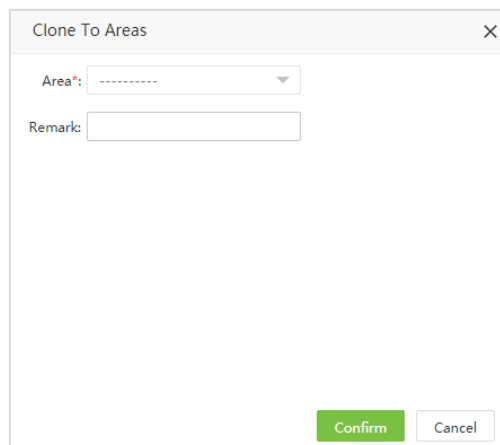 Clone To Areas
Area*: ----------
Remark:
Confirm Cancel